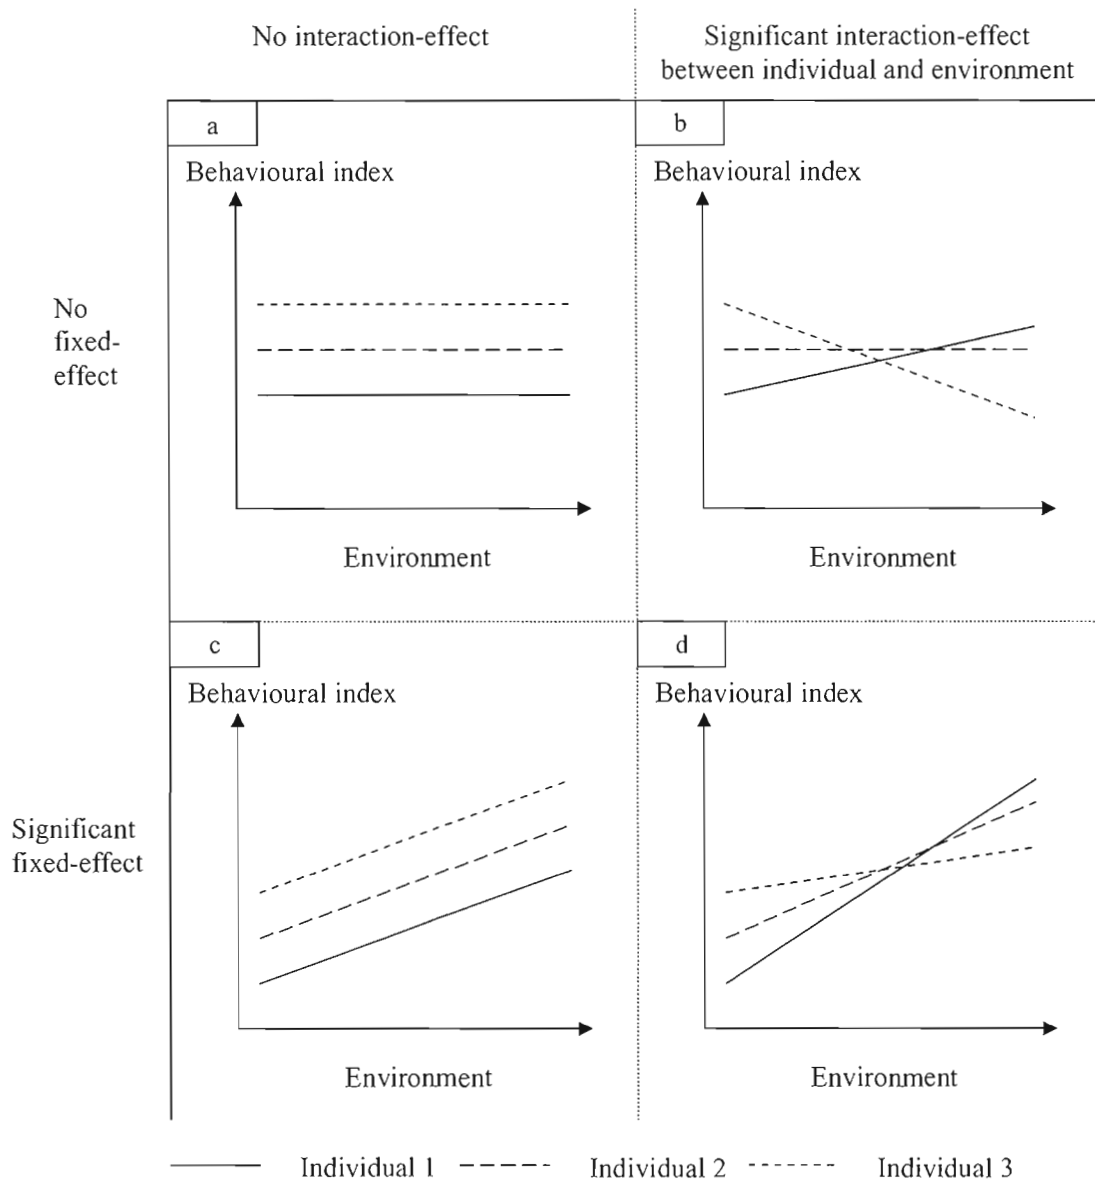 No interaction-effect
Significant interaction-effect
between individual and environment
a
b
Behavioural index
Behavioural index
No
fixed-
effect
Environment
Environment
c
d
Behavioural index
Behavioural index
Significant
fixed-effect
Environment
Environment
Individual 1
Individual 2
Individual 3